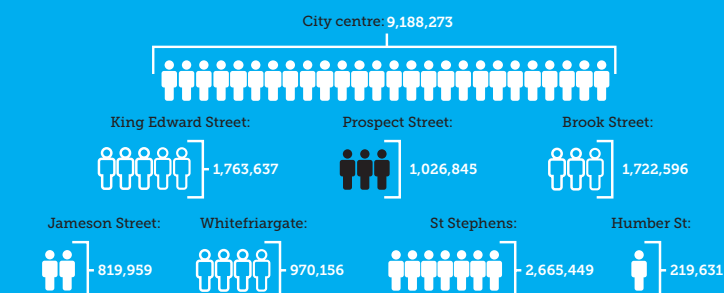 City centre: 9,188,273
King Edward Street:
1,763,637
Prospect Street:
1,026,845
Brook Street:
1,722,596
Jameson Street:
819,959
Whitefriargate:
970,156
St Stephens:
2,665,449
Humber St:
219,631